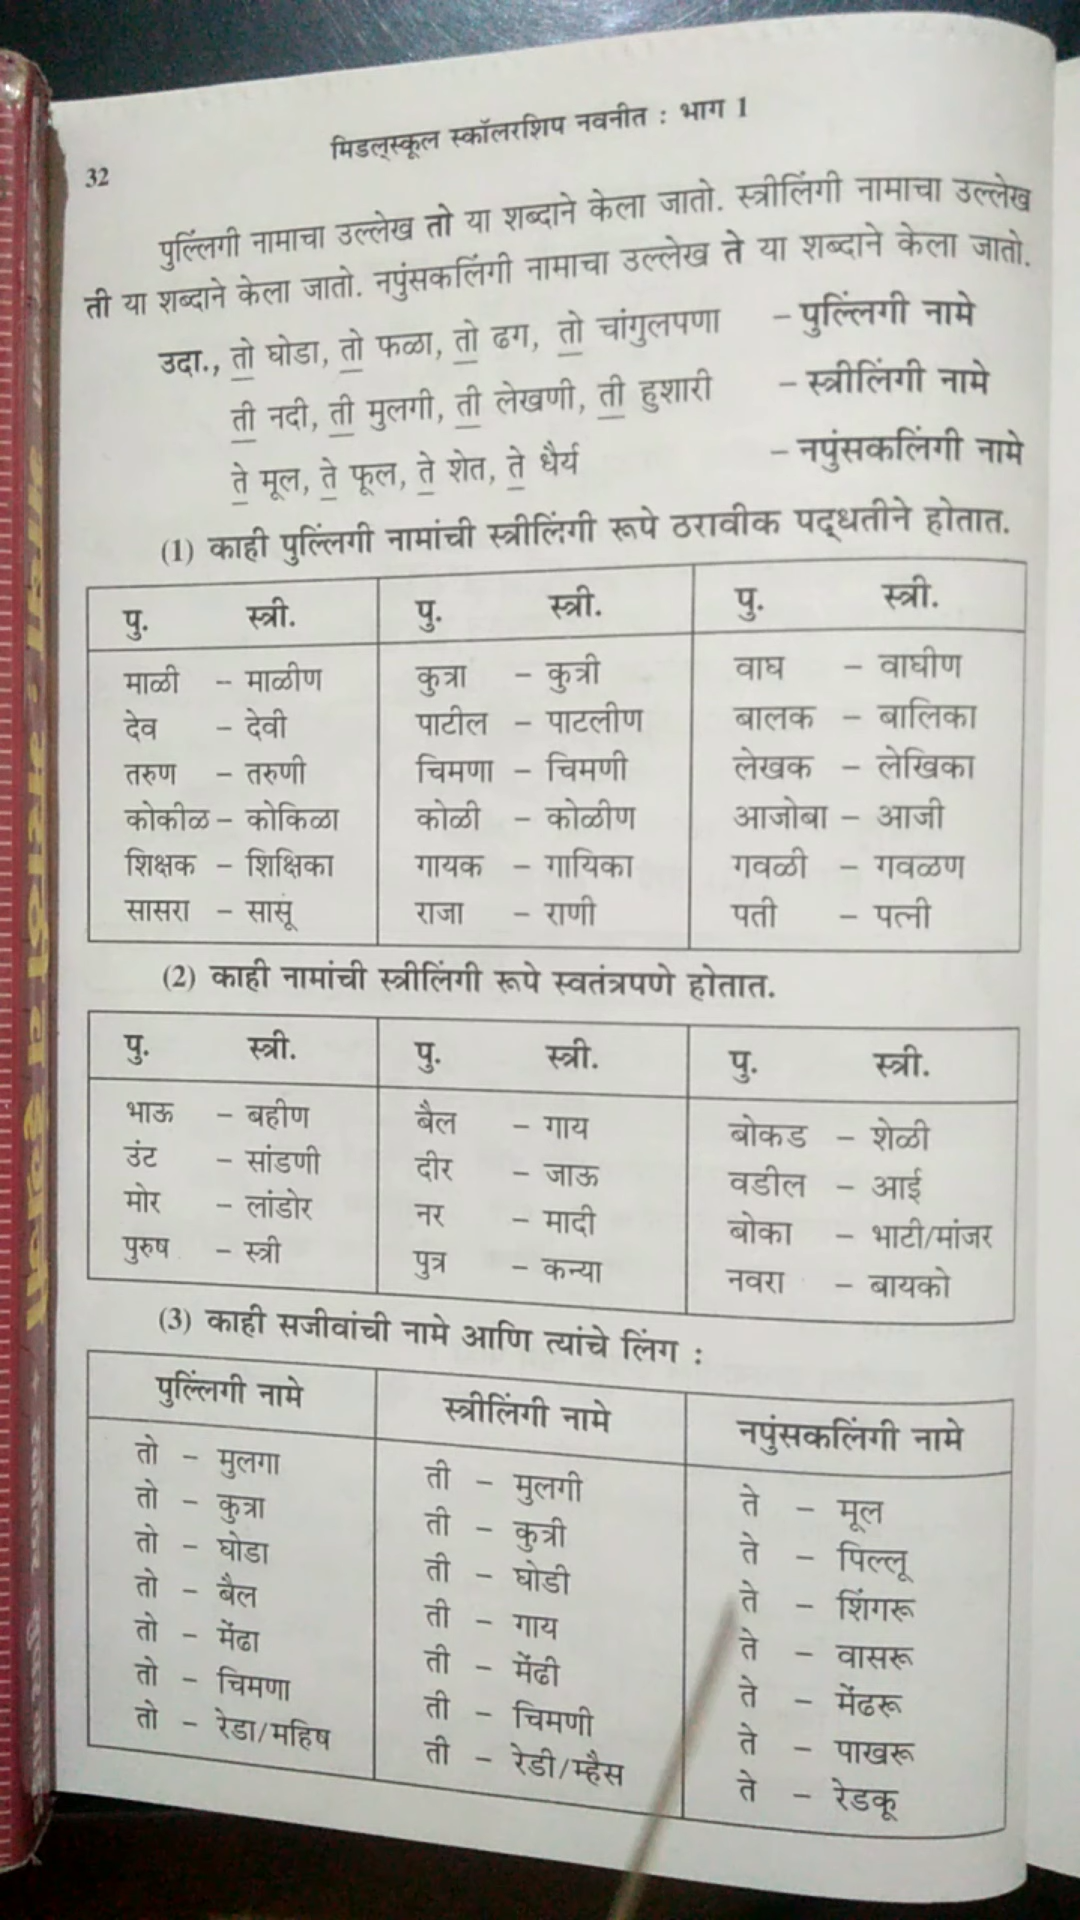 मिडल्स्कूल स्कॉलरशिप नवनीत : भाग 1
32
पुल्लिंगी नामाचा उल्लेख तो या शब्दाने केला जातो. स्त्रीलिंगी नामाचा उल्लेख
ती या शब्दाने केला जातो. नपुंसकलिंगी नामाचा उल्लेख ते या शब्दाने केला जातो.
उदा., तो घोडा, तो फळा, तो ढग, तो चांगुलपणा – पुल्लिंगी नामे
ती नदी, ती मुलगी, ती लेखणी, ती हुशारी – स्त्रीलिंगी नामे
ते मूल, ते फूल, ते शेत, ते धैर्य – नपुंसकलिंगी नामे
(1) काही पुल्लिंगी नामांची स्त्रीलिंगी रूपे ठरावीक पद्धतीने होतात.
पु. स्त्री. पु. स्त्री. पु. स्त्री.
माळी – माळीण कुत्रा – कुत्री वाघ – वाघीण
देव – देवी पाटील – पाटलीण बालक – बालिका
तरुण – तरुणी चिमणा – चिमणी लेखक – लेखिका
कोकीळ – कोकिळा कोळी – कोळीण आजोबा – आजी
शिक्षक – शिक्षिका गायक – गायिका गवळी – गवळण
सासरा – सासू राजा – राणी पती – पत्नी
(2) काही नामांची स्त्रीलिंगी रूपे स्वतंत्रपणे होतात.
पु. स्त्री. पु. स्त्री. पु. स्त्री.
भाऊ – बहीण बैल – गाय बोकड – शेळी
उंट – सांडणी दीर – जाऊ वडील – आई
मोर – लांडोर नर – मादी बोका – भाटी/मांजर
पुरुष – स्त्री पुत्र – कन्या नवरा – बायको
(3) काही सजीवांची नामे आणि त्यांचे लिंग :
पुल्लिंगी नामे स्त्रीलिंगी नामे नपुंसकलिंगी नामे
तो – मुलगा ती – मुलगी ते – मूल
तो – कुत्रा ती – कुत्री ते – पिल्लू
तो – घोडा ती – घोडी ते – शिंगरू
तो – बैल ती – गाय ते – वासरू
तो – मेंढा ती – मेंढी ते – मेंढरू
तो – चिमणा ती – चिमणी ते – पाखरू
तो – रेडा/महिष ती – रेडी/म्हैस ते – रेडकू